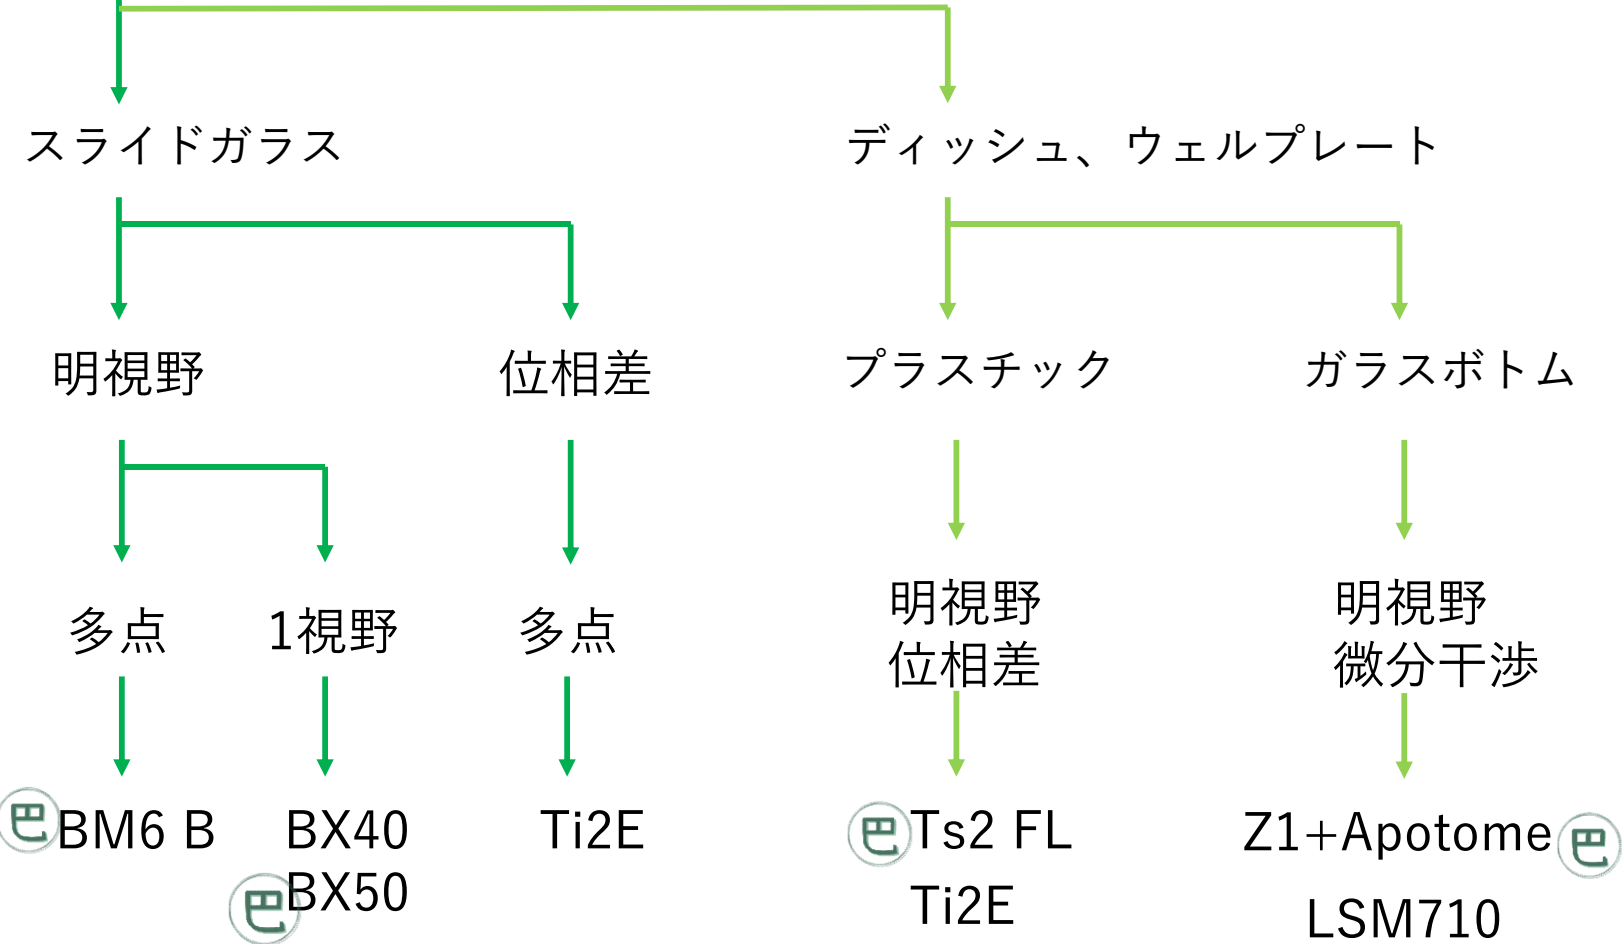 スライドガラス
ディッシュ、ウェルプレート
明視野
位相差
プラスチック
ガラスボトム
多点
1視野
多点
明視野
位相差
明視野
微分干渉
巴
BM6 B
BX40
BX50
巴
Ti2E
巴
Ts2 FL
Ti2E
Z1+Apotome
巴
LSM710